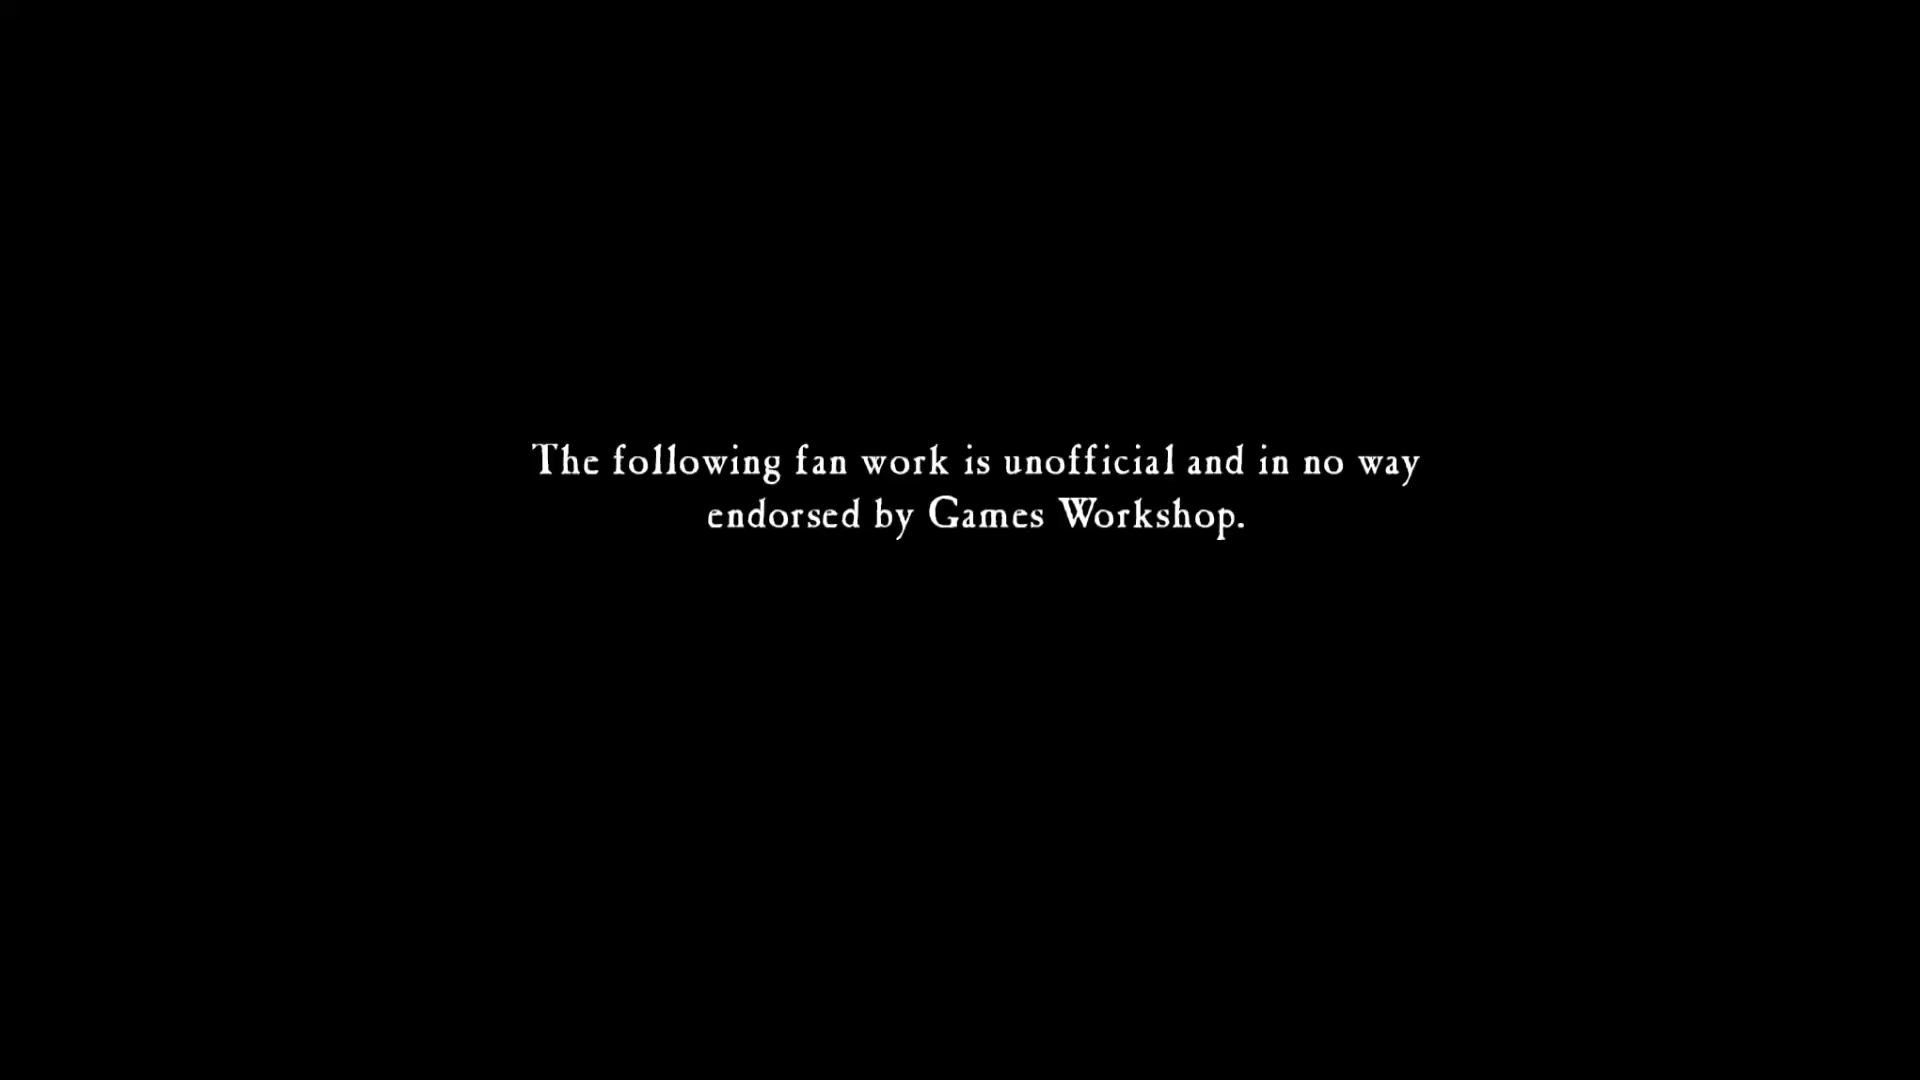 The following fan work is unofficial and in no way
endorsed by Games Workshop.